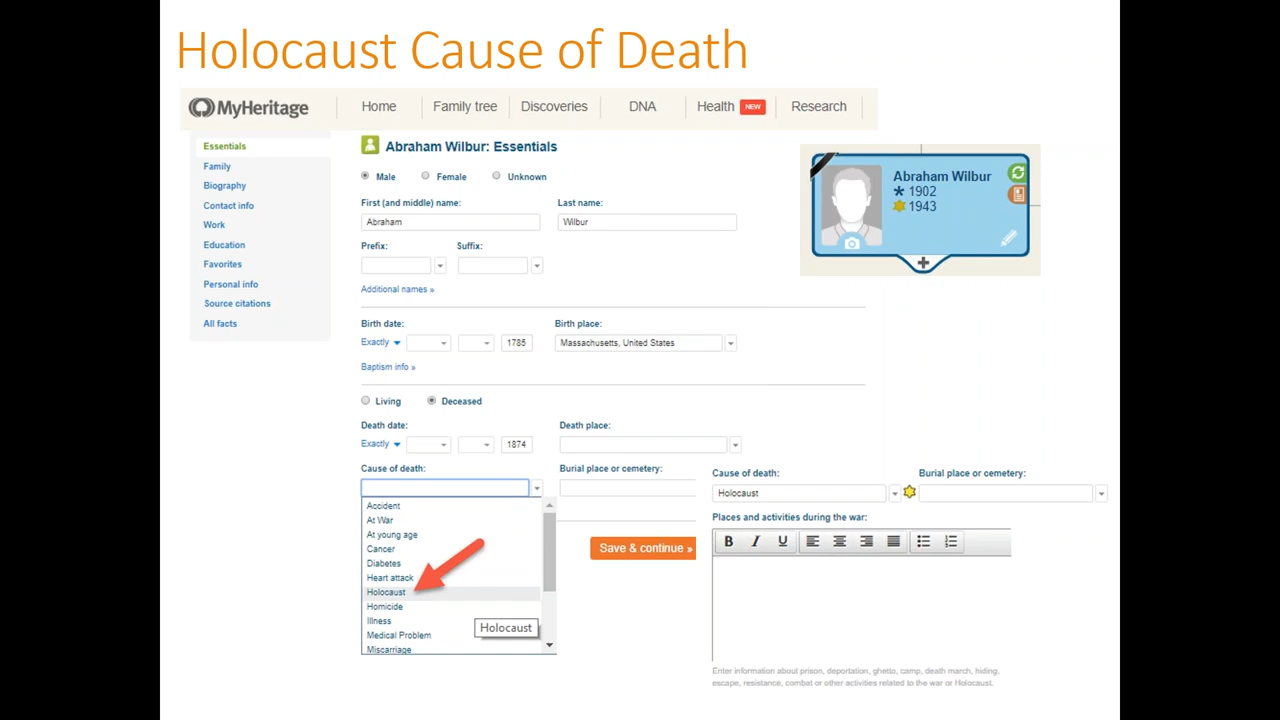 Holocaust Cause of Death
MyHeritage
Home
Family tree
Discoveries
DNA
Health NEW
Research
Essentials
Family
Biography
Contact info
Work
Education
Favorites
Personal info
Source citations
All facts
Abraham Wilbur: Essentials
Male Female Unknown
First (and middle) name: Last name:
Abraham Wilbur
Prefix: Suffix:
Additional names »
Birth date: Birth place:
Exactly 1785 Massachusetts, United States
Baptism info »
Living Deceased
Death date: Death place:
Exactly 1874
Cause of death: Burial place or cemetery:
Accident
At War
At young age
Cancer
Diabetes
Heart attack
Holocaust
Homicide
Illness
Medical Problem
Miscarriage
Holocaust
Save & continue »
Abraham Wilbur
1902
1943
Cause of death: Burial place or cemetery:
Holocaust
Places and activities during the war:
B I U
Enter information about prison, deportation, ghetto, camp, death march, hiding,
escape, resistance, combat or other activities related to the war or Holocaust.